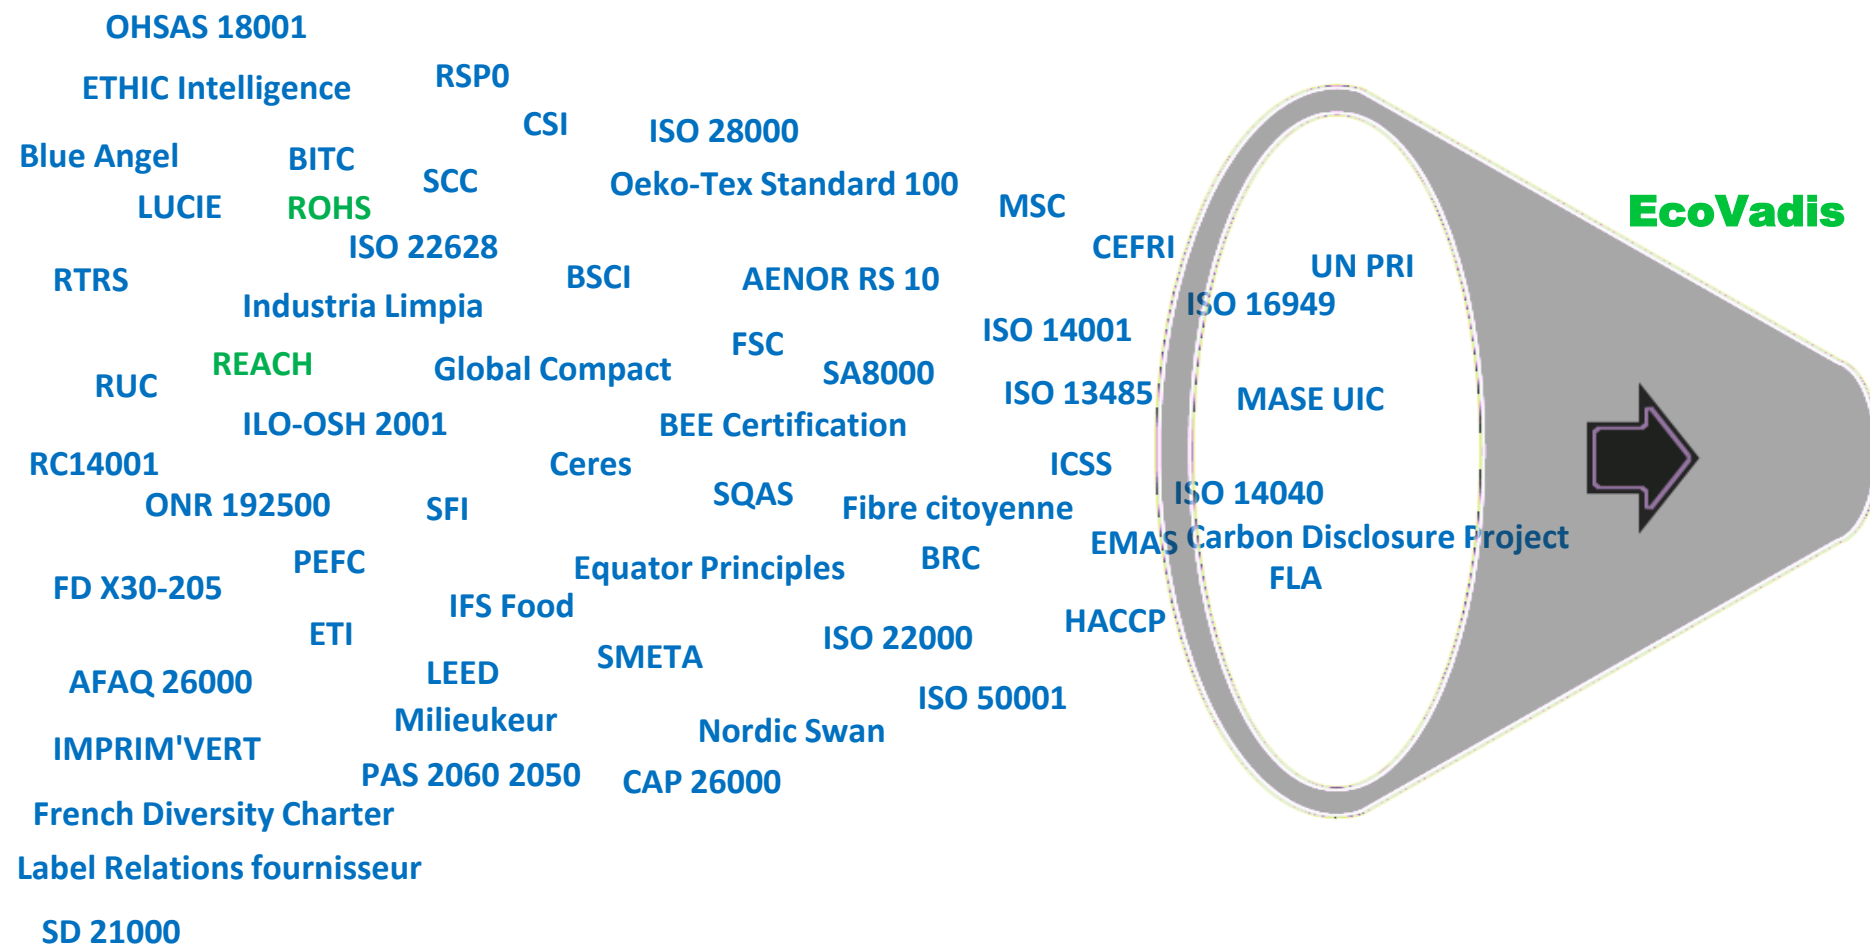 OHSAS 18001
RSP0
ETHIC Intelligence
CSI
ISO 28000
Blue Angel
BITC
SCC
Oeko-Tex Standard 100
LUCIE
ROHS
MSC
EcoVadis
ISO 22628
CEFRI
UN PRI
RTRS
BSCI
AENOR RS 10
Industria Limpia
ISO 16949
ISO 14001
FSC
REACH
Global Compact
SA8000
RUC
ISO 13485
MASE UIC
ILO-OSH 2001
BEE Certification
RC14001
Ceres
ICSS
SQAS
ISO 14040
ONR 192500
SFI
Fibre citoyenne
EMAS
Carbon Disclosure Project
PEFC
Equator Principles
BRC
FLA
FD X30-205
IFS Food
HACCP
ETI
ISO 22000
SMETA
LEED
AFAQ 26000
ISO 50001
Milieukeur
Nordic Swan
IMPRIM'VERT
PAS 2060 2050
CAP 26000
French Diversity Charter
Label Relations fournisseur
SD 21000